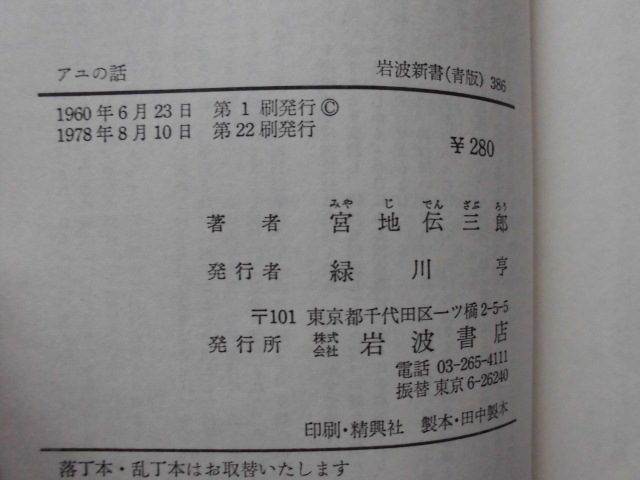 アユの話
岩波新書(青版) 386
1960年6月23日 第1刷発行©
1978年8月10日 第22刷発行
¥280
みや じ でん ざぶ ろう
著者 宮地伝三郎
発行者 緑川亨
〒101 東京都千代田区一ツ橋2-5-5
発行所 株式会社 岩波書店
電話 03-265-4111
振替 東京6-26240
印刷・精興社 製本・田中製本
落丁本・乱丁本はお取替いたします